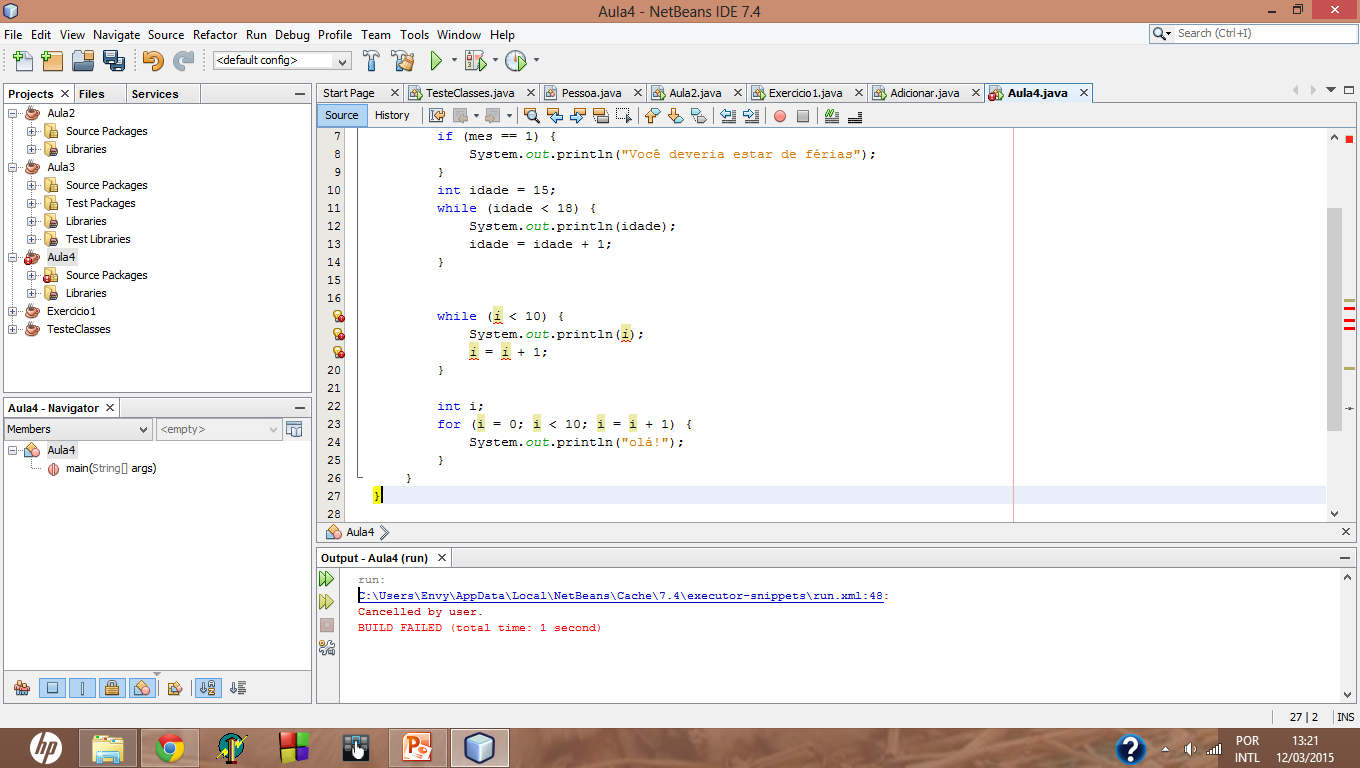 Aula4 - NetBeans IDE 7.4
File Edit View Navigate Source Refactor Run Debug Profile Team Tools Window Help
Search (Ctrl+I)
<default config>
Projects Files Services
Aula2
Source Packages
Libraries
Aula3
Source Packages
Test Packages
Libraries
Test Libraries
Aula4
Source Packages
Libraries
Exercicio1
TesteClasses
Aula4 - Navigator
Members <empty>
Aula4
main(String[] args)
Start Page TesteClasses.java Pessoa.java Aula2.java Exercicio1.java Adicionar.java Aula4.java
Source History
7 if (mes == 1) {
8 System.out.println("Você deveria estar de férias");
9 }
10 int idade = 15;
11 while (idade < 18) {
12 System.out.println(idade);
13 idade = idade + 1;
14 }
15
16
while (i < 10) {
System.out.println(i);
i = i + 1;
20 }
21
22 int i;
23 for (i = 0; i < 10; i = i + 1) {
24 System.out.println("olá!");
25 }
26 }
27 }
28
Aula4
Output - Aula4 (run)
run:
C:\Users\Envy\AppData\Local\NetBeans\Cache\7.4\executor-snippets\run.xml:48:
Cancelled by user.
BUILD FAILED (total time: 1 second)
27 | 2 INS
hp
POR
INTL
13:21
12/03/2015